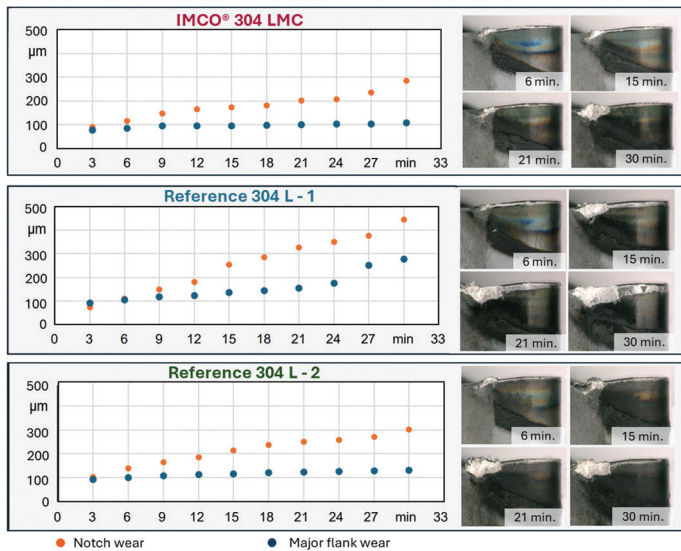 IMCO® 304 LMC
500
µm
300
200
100
0
0 3 6 9 12 15 18 21 24 27 min 33
6 min.
15 min.
21 min.
30 min.
Reference 304 L - 1
500
µm
300
200
100
0
0 3 6 9 12 15 18 21 24 27 min 33
6 min.
15 min.
21 min.
30 min.
Reference 304 L - 2
500
µm
300
200
100
0
0 3 6 9 12 15 18 21 24 27 min 33
6 min.
15 min.
21 min.
30 min.
Notch wear
Major flank wear